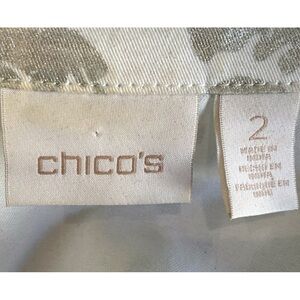 chico's
2
MADE IN
INDIA
HECHO EN
INDIA
FABRIQUÉ EN
INDE